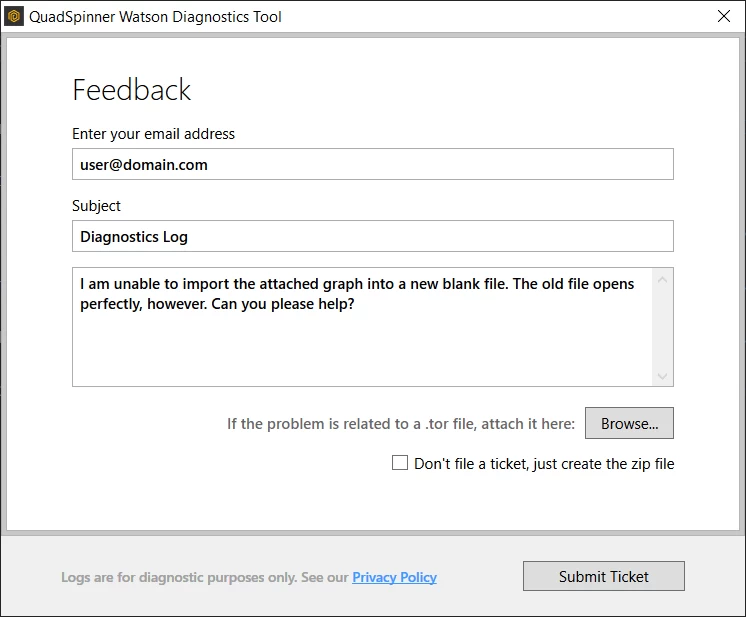 QuadSpinner Watson Diagnostics Tool
Feedback
Enter your email address
user@domain.com
Subject
Diagnostics Log
I am unable to import the attached graph into a new blank file. The old file opens
perfectly, however. Can you please help?
If the problem is related to a .tor file, attach it here:
Browse...
Don't file a ticket, just create the zip file
Logs are for diagnostic purposes only. See our Privacy Policy
Submit Ticket